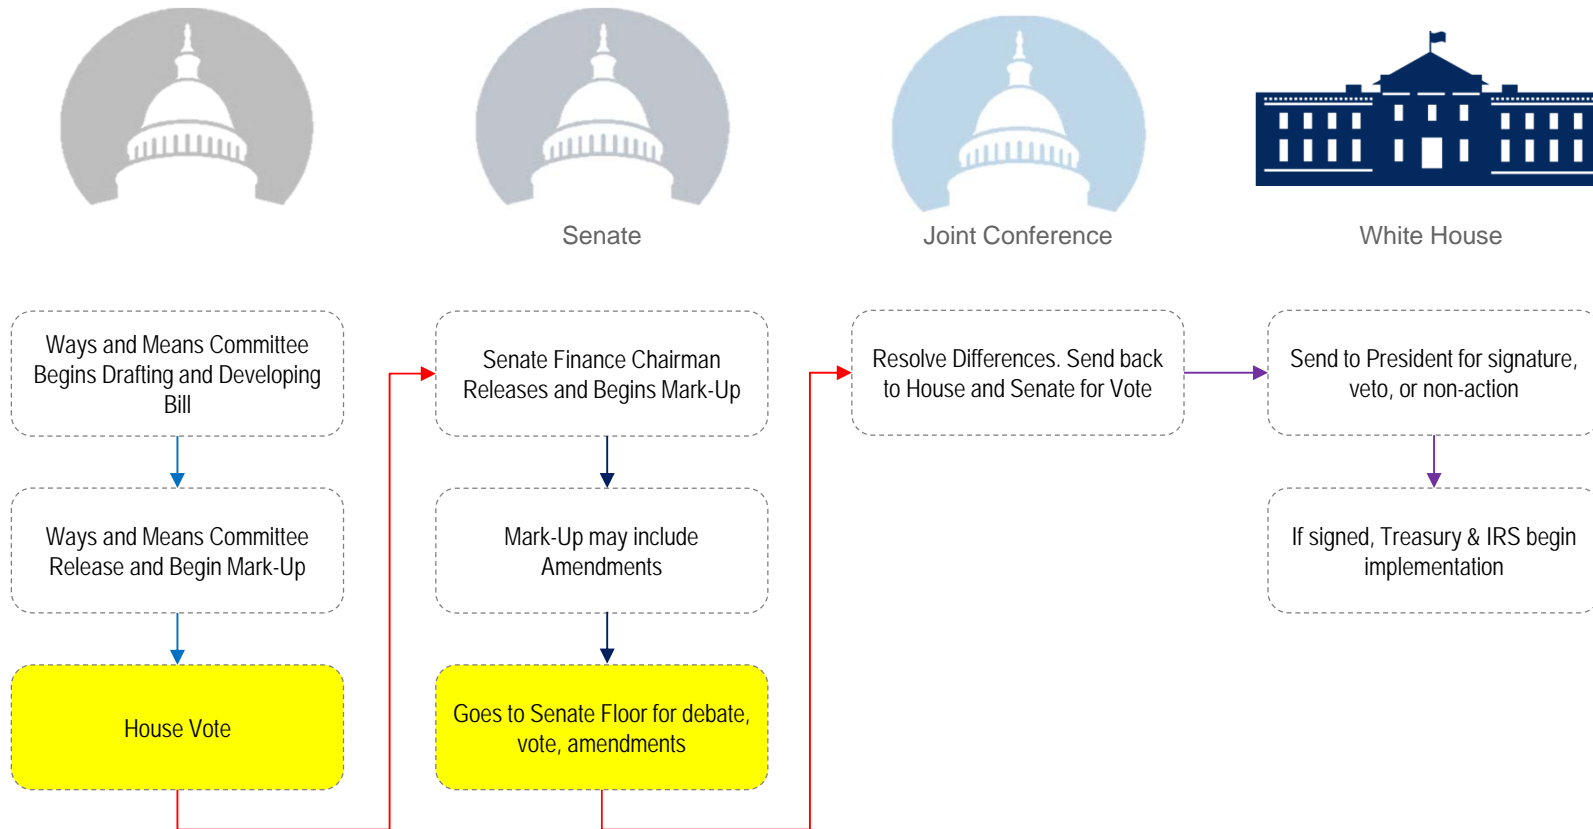 Senate
Joint Conference
White House
Ways and Means Committee
Begins Drafting and Developing
Bill
Senate Finance Chairman
Releases and Begins Mark-Up
Resolve Differences. Send back
to House and Senate for Vote
Send to President for signature,
veto, or non-action
Ways and Means Committee
Release and Begin Mark-Up
Mark-Up may include
Amendments
If signed, Treasury & IRS begin
implementation
House Vote
Goes to Senate Floor for debate,
vote, amendments